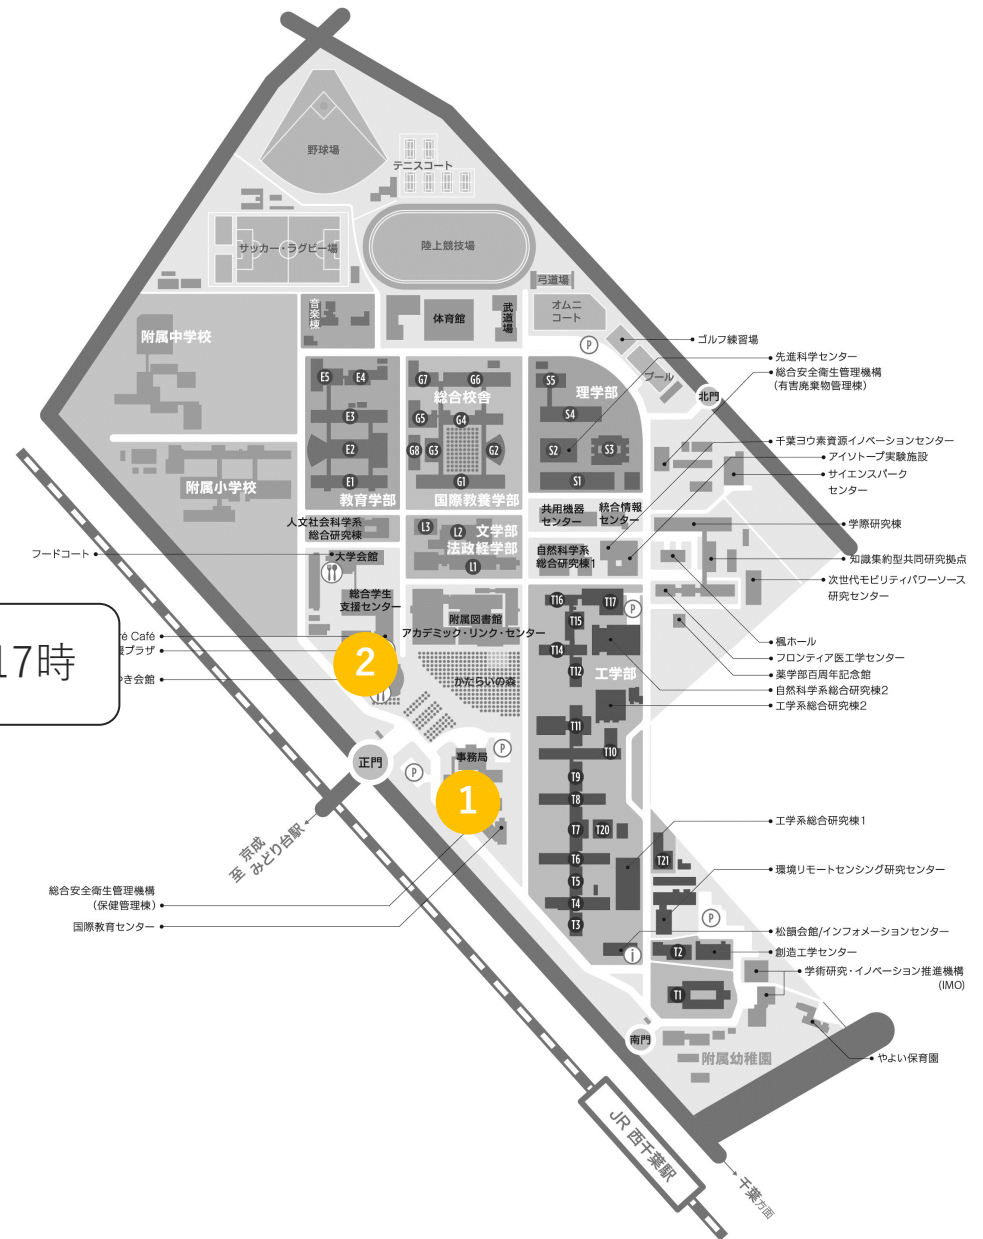 野球場
テニスコート
サッカー・ラグビー場
陸上競技場
弓道場
オムニ
コート
音楽棟
体育館
武道場
P
ゴルフ練習場
プール
附属中学校
北門
先進科学センター
総合安全衛生管理機構
(有害廃棄物管理棟)
E5
E4
G7
G6
総合校舎
S5
理学部
S4
E3
G5
G4
E2
G8
G3
G2
S2
S3
E1
G1
S1
教育学部
国際教養学部
附属小学校
千葉ヨウ素資源イノベーションセンター
アイソトープ実験施設
サイエンスパーク
センター
共用機器
センター
統合情報
センター
人文社会科学系
総合研究棟
L3
L2
文学部
法政経学部
L1
自然科学系
総合研究棟1
学際研究棟
知識集約型共同研究拠点
次世代モビリティパワーソース
研究センター
フードコート
大学会館
総合学生
支援センター
附属図書館
アカデミック・リンク・センター
T16
T17
P
T15
T14
T12
工学部
楓ホール
フロンティア医工学センター
薬学部百周年記念館
自然科学系総合研究棟2
工学系総合研究棟2
Café
プラザ
き会館
17時
2
かたらいの森
T11
T10
正門
事務局
P
P
1
T9
T8
T7
T20
T6
T5
T4
T3
T21
至 京成
みどり台駅
工学系総合研究棟1
環境リモートセンシング研究センター
P
総合安全衛生管理機構
(保健管理棟)
国際教育センター
松韻会館/インフォメーションセンター
i
T2
創造工学センター
学術研究・イノベーション推進機構
(IMO)
T1
南門
附属幼稚園
やよい保育園
JR 西千葉駅
千葉方面